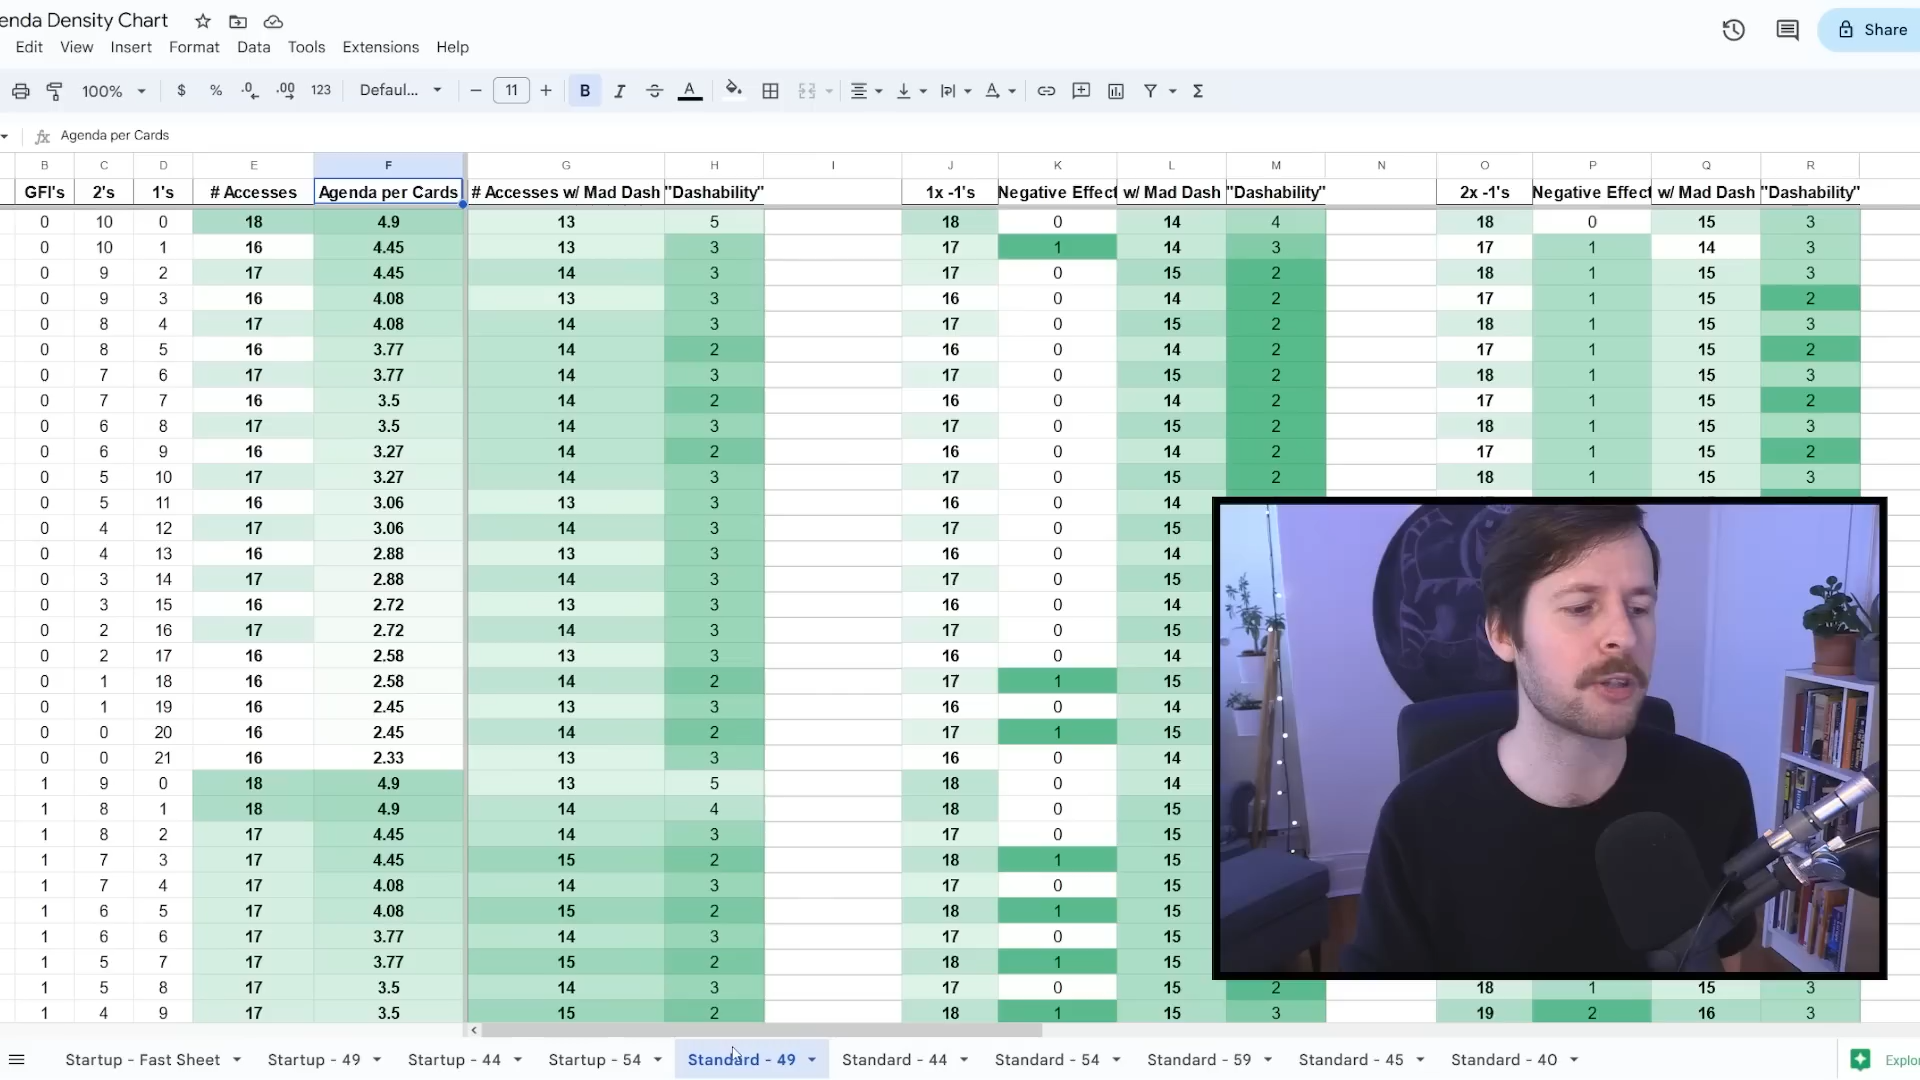 enda Density Chart
Share
Edit View Insert Format Data Tools Extensions Help
100% $ % .0 .00 123 Defaul... − 11 + B I A Σ
fx Agenda per Cards
B C D E F G H I J K L M N O P Q R
GFI's 2's 1's # Accesses Agenda per Cards # Accesses w/ Mad Dash "Dashability" 1x -1's Negative Effect w/ Mad Dash "Dashability" 2x -1's Negative Effect w/ Mad Dash "Dashability"
0 10 0 18 4.9 13 5 18 0 14 4 18 0 15 3
0 10 1 16 4.45 13 3 17 1 14 3 17 1 14 3
0 9 2 17 4.45 14 3 17 0 15 2 18 1 15 3
0 9 3 16 4.08 13 3 16 0 14 2 17 1 15 2
0 8 4 17 4.08 14 3 17 0 15 2 18 1 15 3
0 8 5 16 3.77 14 2 16 0 14 2 17 1 15 2
0 7 6 17 3.77 14 3 17 0 15 2 18 1 15 3
0 7 7 16 3.5 14 2 16 0 14 2 17 1 15 2
0 6 8 17 3.5 14 3 17 0 15 2 18 1 15 3
0 6 9 16 3.27 14 2 16 0 14 2 17 1 15 2
0 5 10 17 3.27 14 3 17 0 15 2 18 1 15 3
0 5 11 16 3.06 13 3 16 0 14
0 4 12 17 3.06 14 3 17 0 15
0 4 13 16 2.88 13 3 16 0 14
0 3 14 17 2.88 14 3 17 0 15
0 3 15 16 2.72 13 3 16 0 14
0 2 16 17 2.72 14 3 17 0 15
0 2 17 16 2.58 13 3 16 0 14
0 1 18 16 2.58 14 2 17 1 15
0 1 19 16 2.45 13 3 16 0 14
0 0 20 16 2.45 14 2 17 1 15
0 0 21 16 2.33 13 3 16 0 14
1 9 0 18 4.9 13 5 18 0 14
1 8 1 18 4.9 14 4 18 0 15
1 8 2 17 4.45 14 3 17 0 15
1 7 3 17 4.45 15 2 18 1 15
1 7 4 17 4.08 14 3 17 0 15
1 6 5 17 4.08 15 2 18 1 15
1 6 6 17 3.77 14 3 17 0 15
1 5 7 17 3.77 15 2 18 1 15
1 5 8 17 3.5 14 3 17 0 15 2 18 1 15 3
1 4 9 17 3.5 15 2 18 1 15 3 19 2 16 3
Startup - Fast Sheet Startup - 49 Startup - 44 Startup - 54 Standard - 49 Standard - 44 Standard - 54 Standard - 59 Standard - 45 Standard - 40 Explor